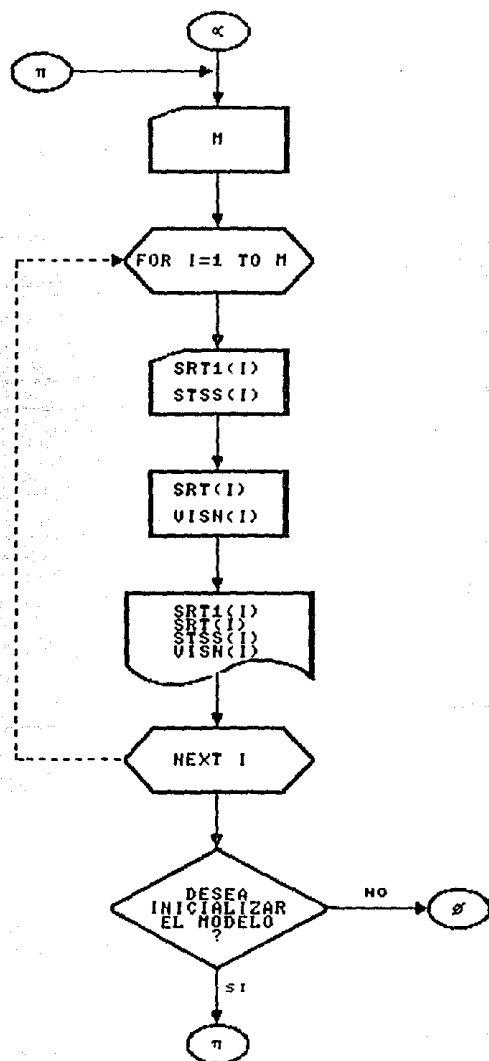 ∝
π
M
FOR I=1 TO M
SRT1(I)
STSS(I)
SRT(I)
VISN(I)
SRT1(I)
SRT(I)
STSS(I)
VISN(I)
NEXT I
DESEA
INICIALIZAR
EL MODELO
?
NO
ø
SI
π